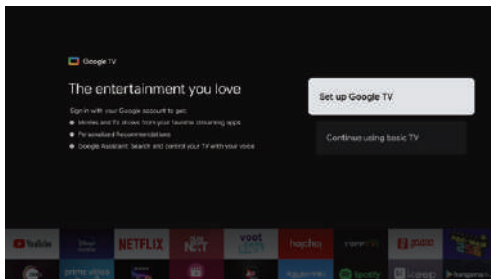 Google TV
The entertainment you love
Sign in with your Google account to get:
Movies and TV shows from your favorite streaming apps
Personalized Recommendations
Google Assistant: Search and control your TV with your voice
Set up Google TV
Continue using basic TV
YouTube
NETFLIX
voot
hoichoi
prime video
Spotify